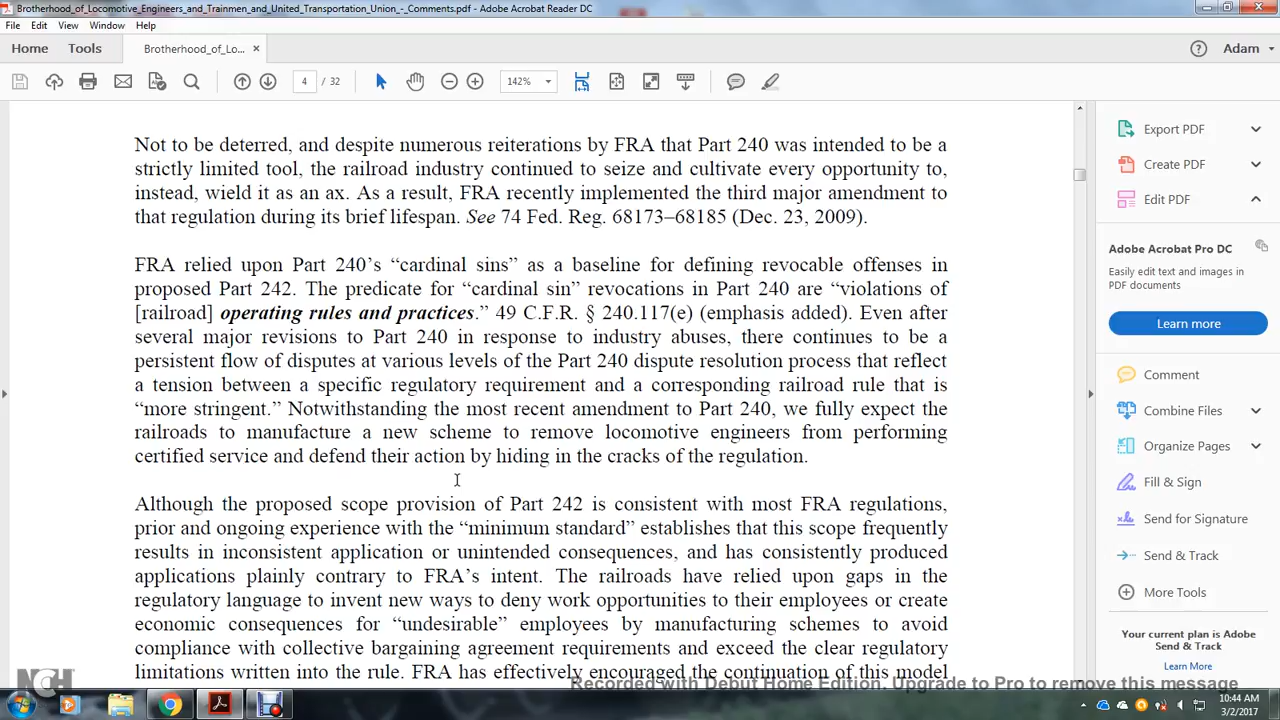 Brotherhood_of_Locomotive_Engineers_and_Trainmen_and_United_Transportation_Union_-_Comments.pdf - Adobe Acrobat Reader DC
File Edit View Window Help
Home Tools Brotherhood_of_Lo... × Adam
4 / 32 142%
Not to be deterred, and despite numerous reiterations by FRA that Part 240 was intended to be a
strictly limited tool, the railroad industry continued to seize and cultivate every opportunity to,
instead, wield it as an ax. As a result, FRA recently implemented the third major amendment to
that regulation during its brief lifespan. See 74 Fed. Reg. 68173–68185 (Dec. 23, 2009).
FRA relied upon Part 240’s “cardinal sins” as a baseline for defining revocable offenses in
proposed Part 242. The predicate for “cardinal sin” revocations in Part 240 are “violations of
[railroad] operating rules and practices.” 49 C.F.R. § 240.117(e) (emphasis added). Even after
several major revisions to Part 240 in response to industry abuses, there continues to be a
persistent flow of disputes at various levels of the Part 240 dispute resolution process that reflect
a tension between a specific regulatory requirement and a corresponding railroad rule that is
“more stringent.” Notwithstanding the most recent amendment to Part 240, we fully expect the
railroads to manufacture a new scheme to remove locomotive engineers from performing
certified service and defend their action by hiding in the cracks of the regulation.
Although the proposed scope provision of Part 242 is consistent with most FRA regulations,
prior and ongoing experience with the “minimum standard” establishes that this scope frequently
results in inconsistent application or unintended consequences, and has consistently produced
applications plainly contrary to FRA’s intent. The railroads have relied upon gaps in the
regulatory language to invent new ways to deny work opportunities to their employees or create
economic consequences for “undesirable” employees by manufacturing schemes to avoid
compliance with collective bargaining agreement requirements and exceed the clear regulatory
limitations written into the rule. FRA has effectively encouraged the continuation of this model
Export PDF
Create PDF
Edit PDF
Adobe Acrobat Pro DC
Easily edit text and images in
PDF documents
Learn more
Comment
Combine Files
Organize Pages
Fill & Sign
Send for Signature
Send & Track
More Tools
Your current plan is Adobe
Send & Track
Learn More
NCH
Recorded with Debut Home Edition. Upgrade to Pro to remove this message
10:44 AM
3/2/2017